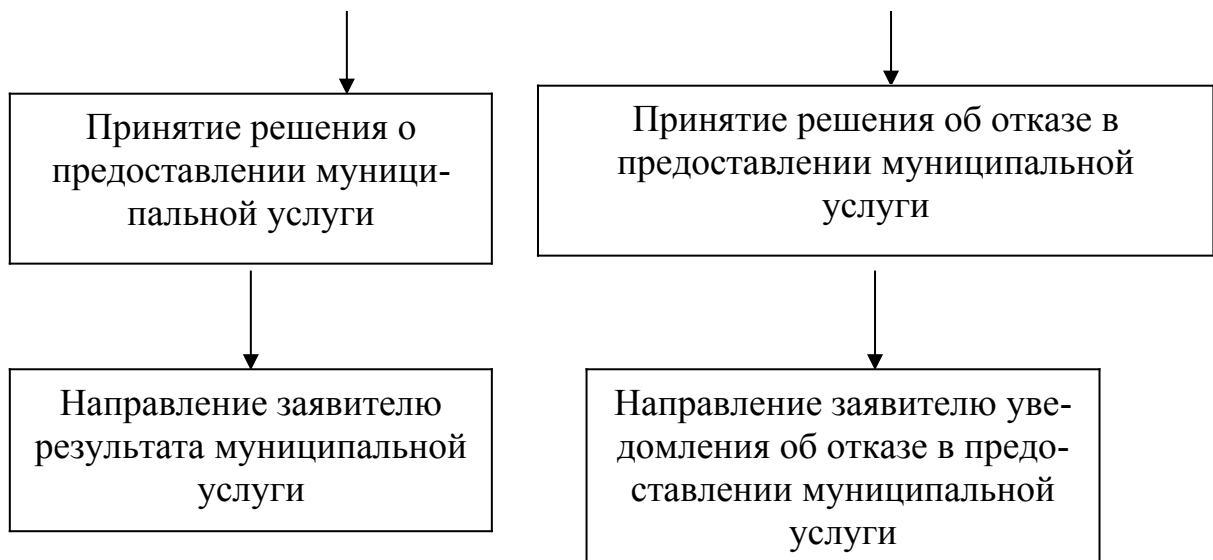 Принятие решения о
предоставлении муници-
пальной услуги
Принятие решения об отказе в
предоставлении муниципальной
услуги
Направление заявителю
результата муниципальной
услуги
Направление заявителю уве-
домления об отказе в предо-
ставлении муниципальной
услуги